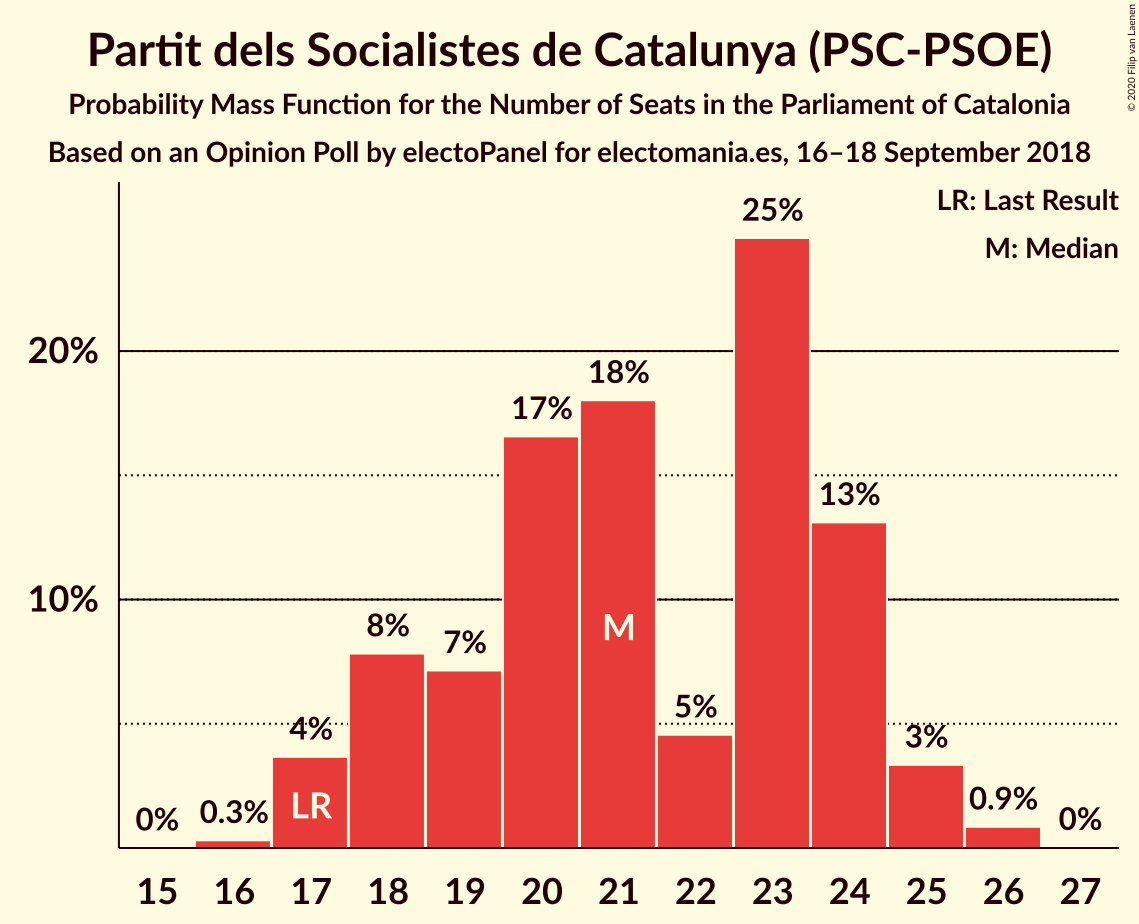 Partit dels Socialistes de Catalunya (PSC-PSOE)
Probability Mass Function for the Number of Seats in the Parliament of Catalonia
Based on an Opinion Poll by electoPanel for electomania.es, 16–18 September 2018
© 2020 Filip van Laenen
LR: Last Result
M: Median
20%
10%
0%
0.3%
4%
8%
7%
17%
18%
5%
25%
13%
3%
0.9%
0%
LR
M
15 16 17 18 19 20 21 22 23 24 25 26 27